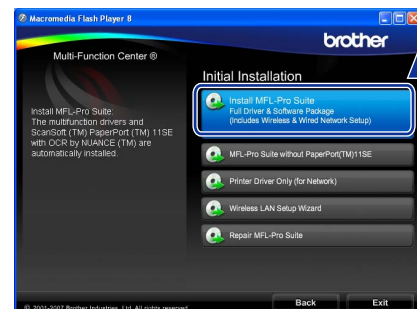 Macromedia Flash Player 8
brother
Multi-Function Center ®
Initial Installation
Install MFL-Pro Suite
Full Driver & Software Package
(Includes Wireless & Wired Network Setup)
Install MFL-Pro Suite:
The multifunction drivers and
ScanSoft (TM) PaperPort (TM) 11SE
with OCR by NUANCE (TM) are
automatically installed.
MFL-Pro Suite without PaperPort(TM)11SE
Printer Driver Only (for Network)
Wireless LAN Setup Wizard
Repair MFL-Pro Suite
Back
Exit
© 2001-2007 Brother Industries, Ltd. All rights reserved.